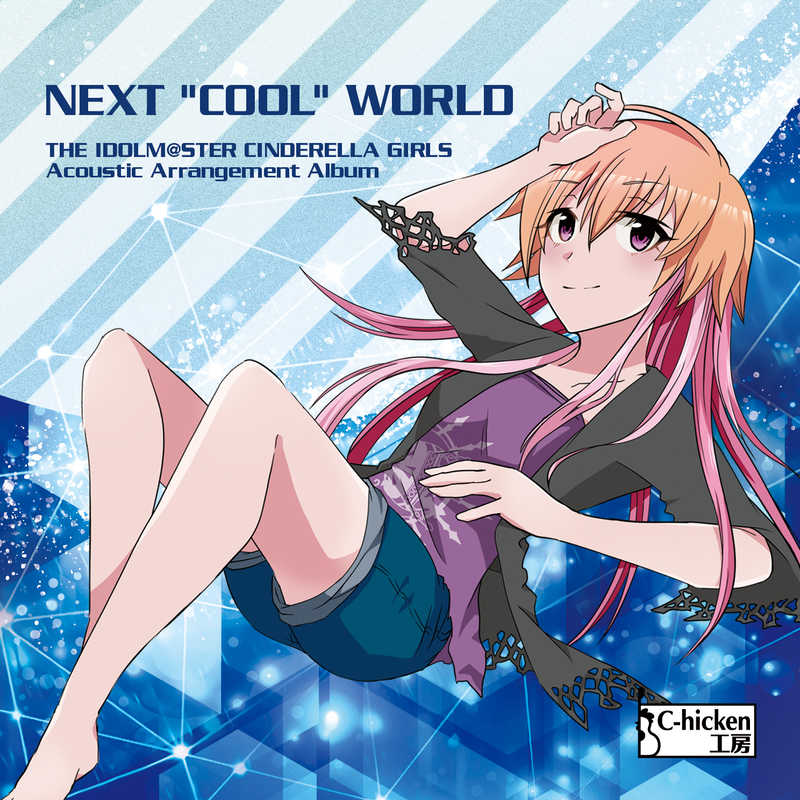 NEXT "COOL" WORLD
THE IDOLM@STER CINDERELLA GIRLS
Acoustic Arrangement Album
C-hicken
工房